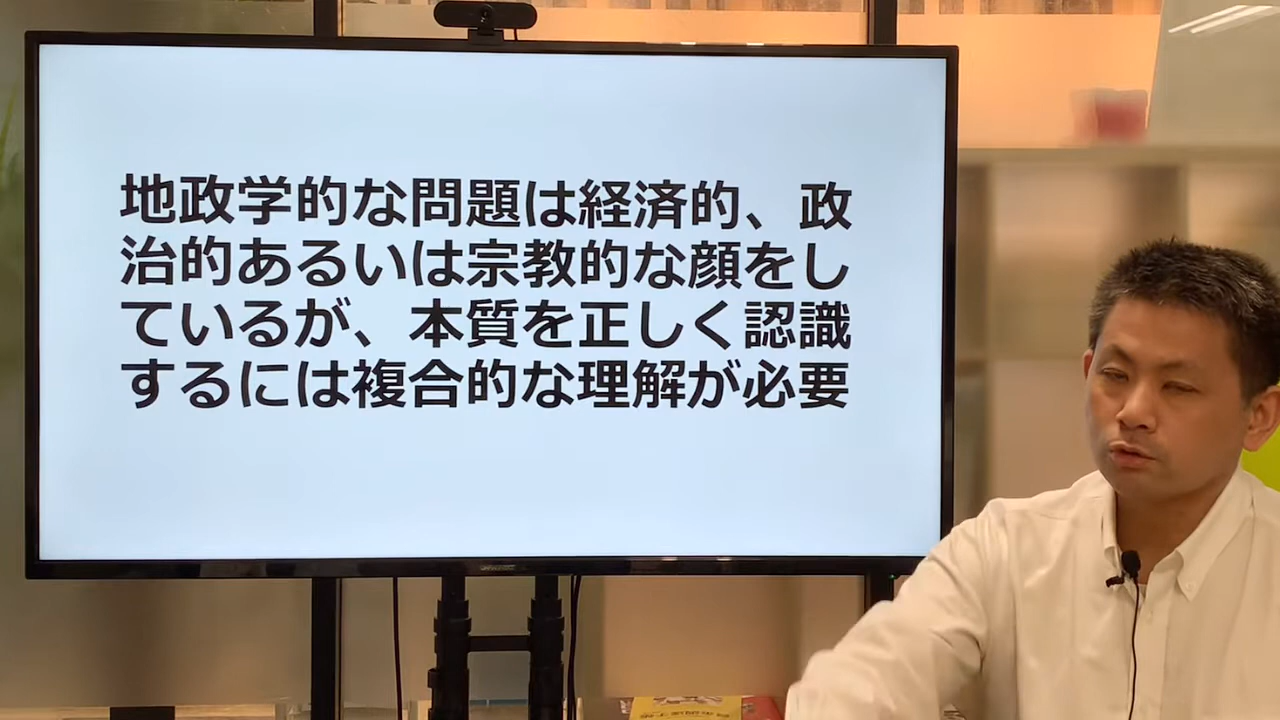 地政学的な問題は経済的、政
治的あるいは宗教的な顔をし
ているが、本質を正しく認識
するには複合的な理解が必要